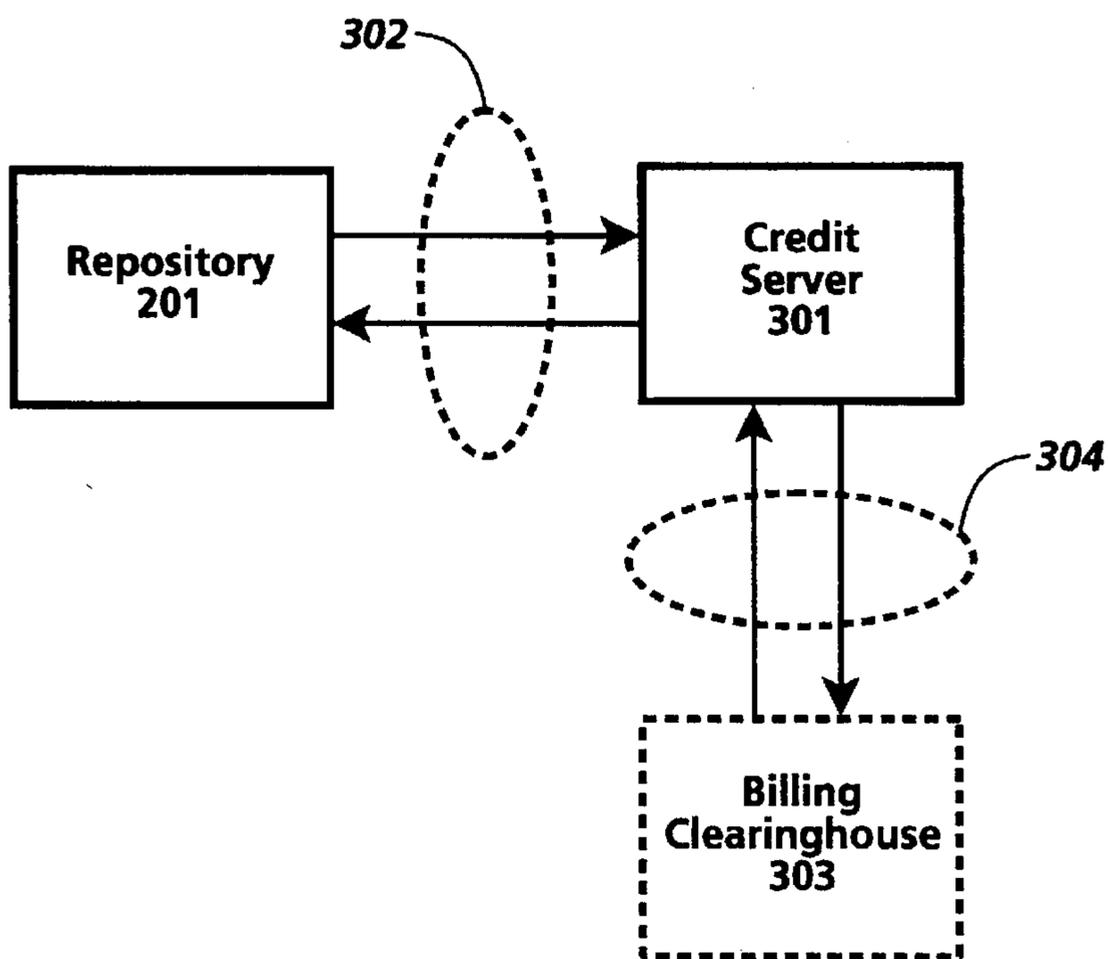 302
Repository
201
Credit
Server
301
304
Billing
Clearinghouse
303